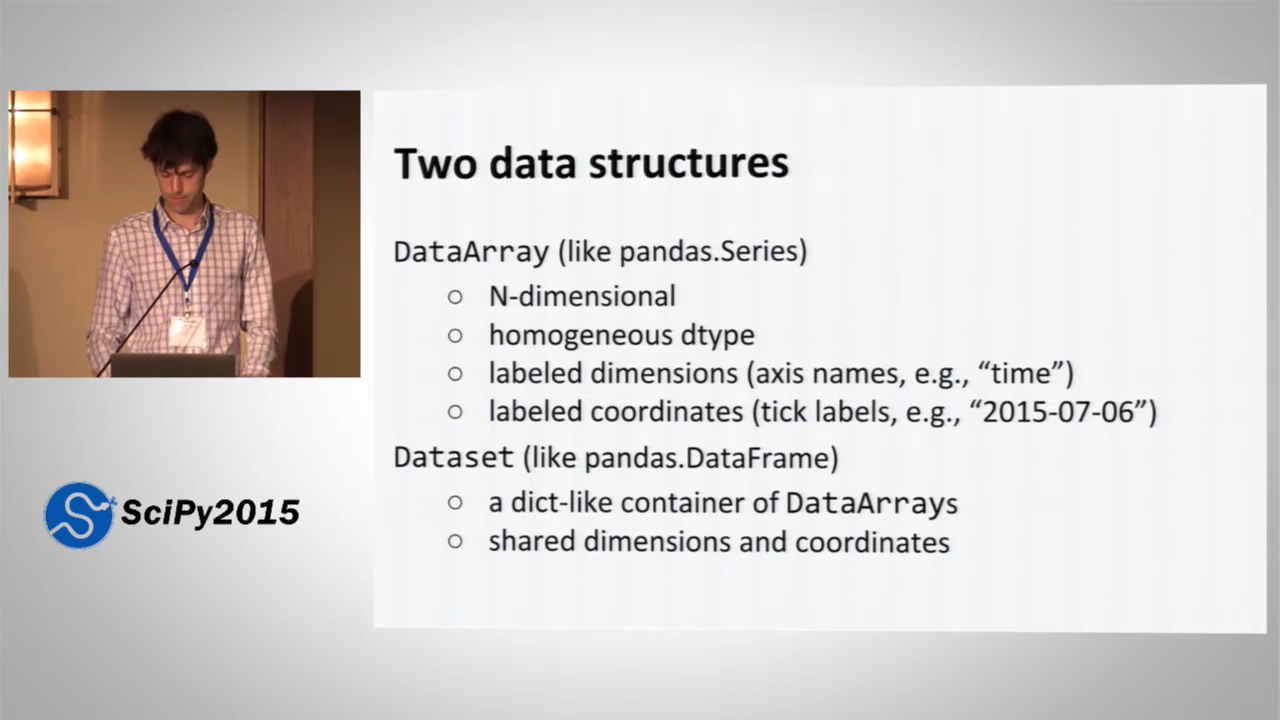 Two data structures
DataArray (like pandas.Series)
○ N-dimensional
○ homogeneous dtype
○ labeled dimensions (axis names, e.g., “time”)
○ labeled coordinates (tick labels, e.g., “2015-07-06”)
Dataset (like pandas.DataFrame)
○ a dict-like container of DataArrays
○ shared dimensions and coordinates
SciPy2015